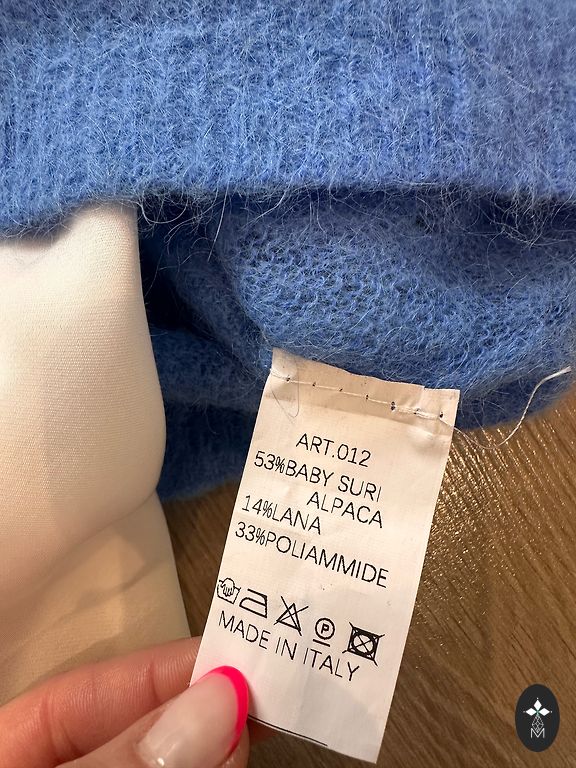 ART.012
53%BABY SURI
ALPACA
14%LANA
33%POLIAMMIDE
P
MADE IN ITALY
M